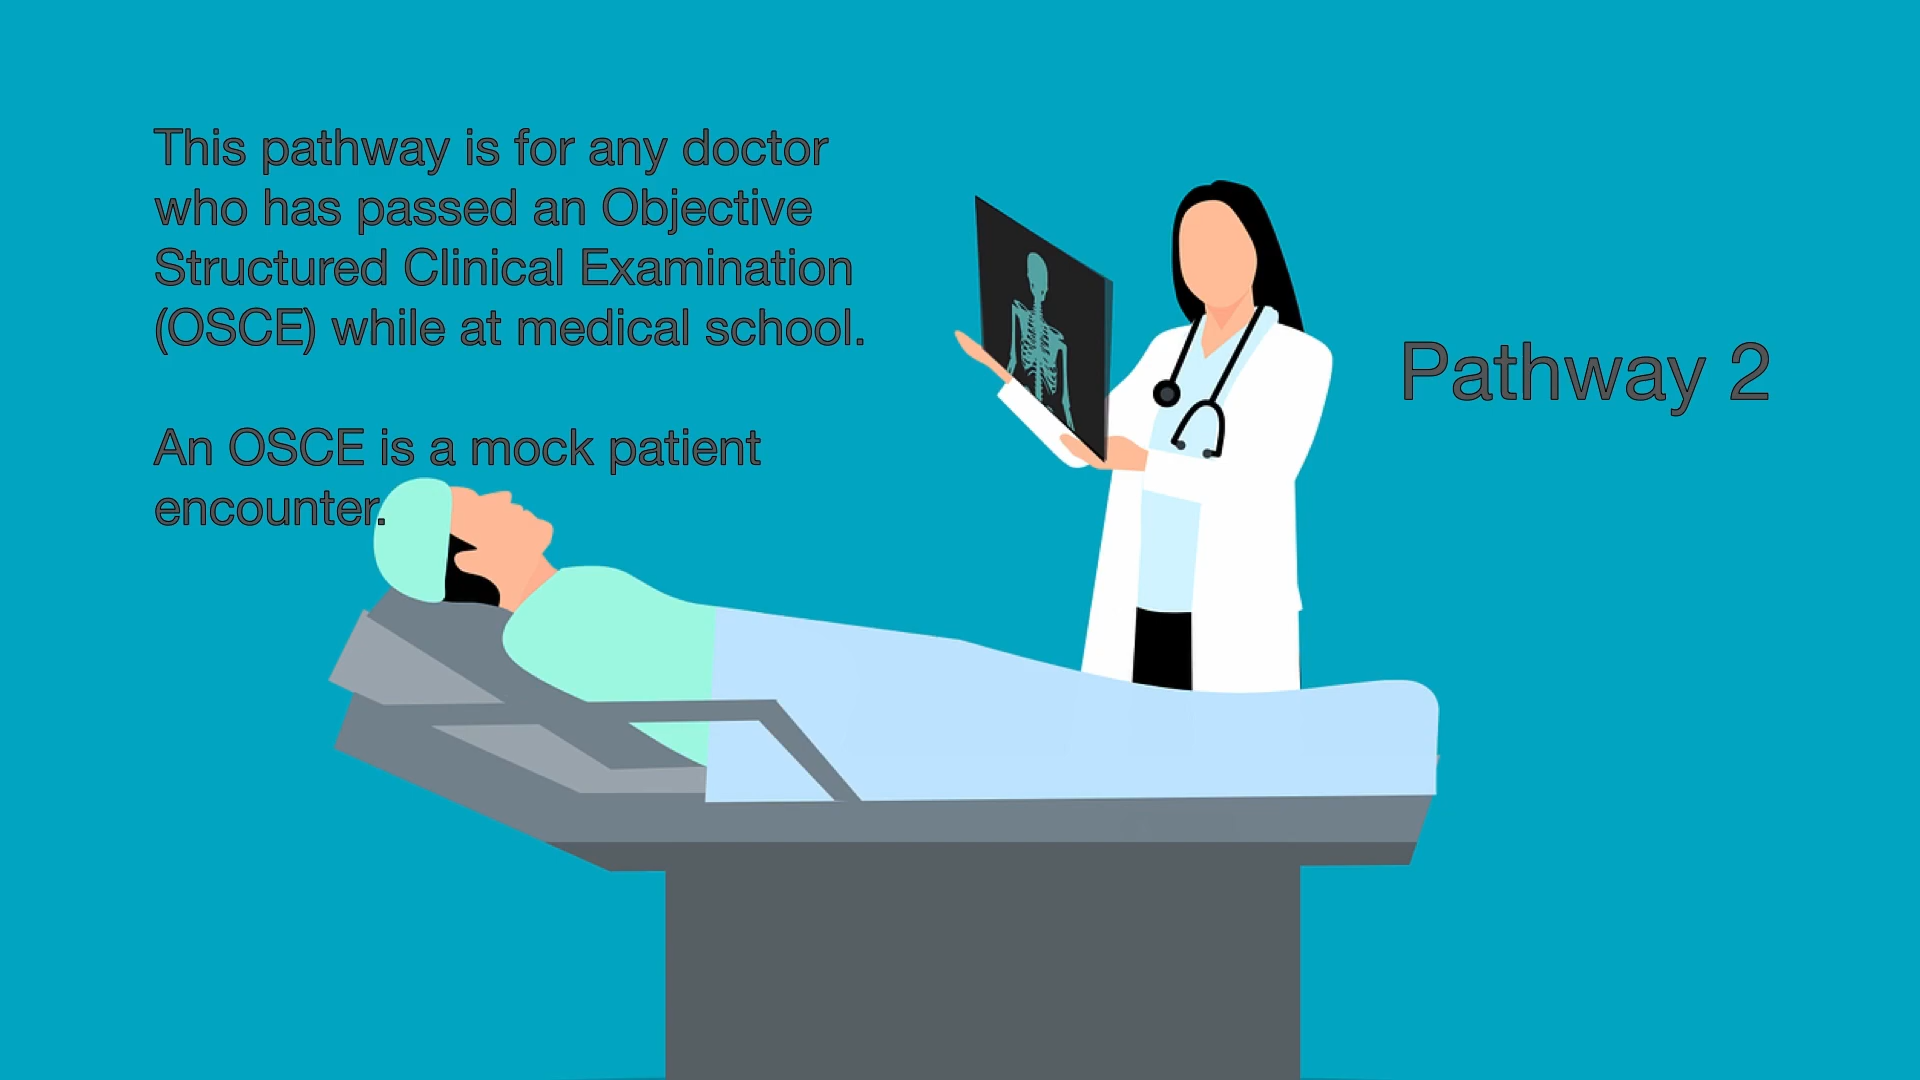 This pathway is for any doctor
who has passed an Objective
Structured Clinical Examination
(OSCE) while at medical school.
An OSCE is a mock patient
encounter.
Pathway 2